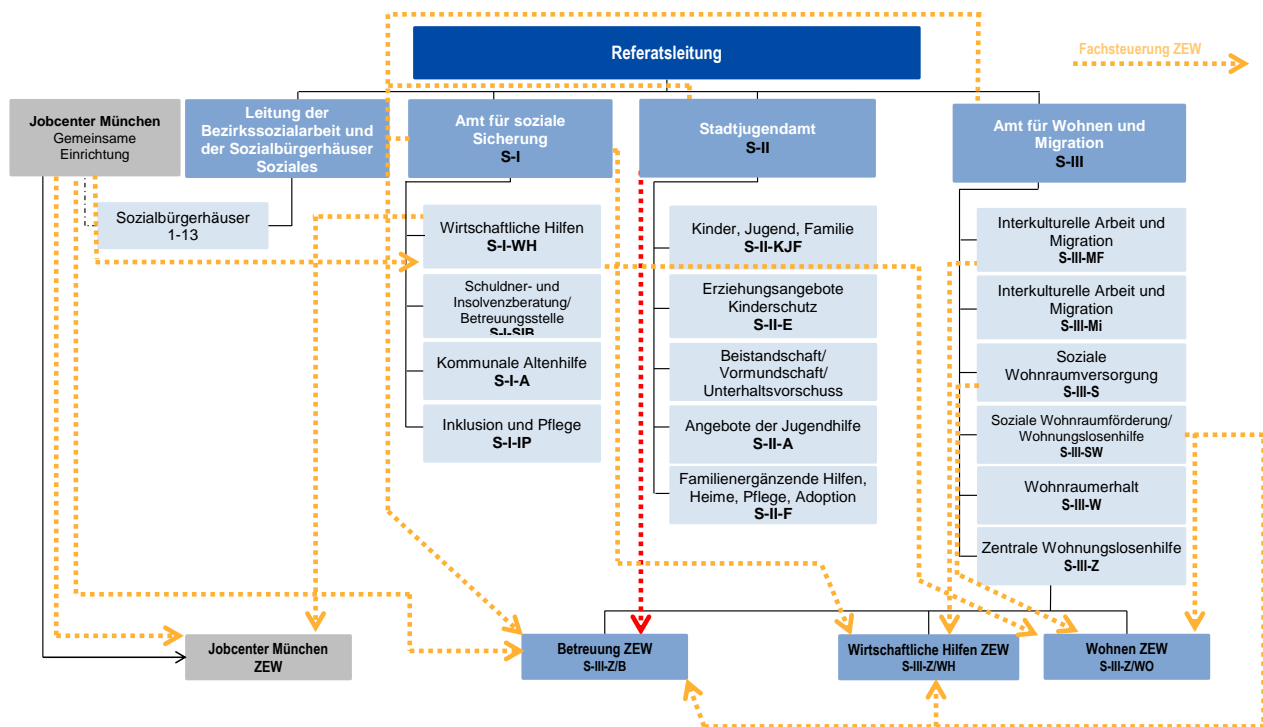 Referatsleitung
Fachsteuerung ZEW
Jobcenter München
Gemeinsame
Einrichtung
Leitung der
Bezirkssozialarbeit und
der Sozialbürgerhäuser
Soziales
Amt für soziale
Sicherung
S-I
Stadtjugendamt
S-II
Amt für Wohnen und
Migration
S-III
Sozialbürgerhäuser
1-13
Wirtschaftliche Hilfen
S-I-WH
Schuldner- und
Insolvenzberatung/
Betreuungsstelle
S-I-SIB
Kommunale Altenhilfe
S-I-A
Inklusion und Pflege
S-I-IP
Kinder, Jugend, Familie
S-II-KJF
Erziehungsangebote
Kinderschutz
S-II-E
Beistandschaft/
Vormundschaft/
Unterhaltsvorschuss
Angebote der Jugendhilfe
S-II-A
Familienergänzende Hilfen,
Heime, Pflege, Adoption
S-II-F
Interkulturelle Arbeit und
Migration
S-III-MF
Interkulturelle Arbeit und
Migration
S-III-Mi
Soziale
Wohnraumversorgung
S-III-S
Soziale Wohnraumförderung/
Wohnungslosenhilfe
S-III-SW
Wohnraumerhalt
S-III-W
Zentrale Wohnungslosenhilfe
S-III-Z
Jobcenter München
ZEW
Betreuung ZEW
S-III-Z/B
Wirtschaftliche Hilfen ZEW
S-III-Z/WH
Wohnen ZEW
S-III-Z/WO